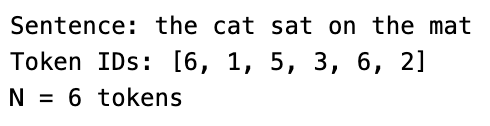 Sentence: the cat sat on the mat
Token IDs: [6, 1, 5, 3, 6, 2]
N = 6 tokens